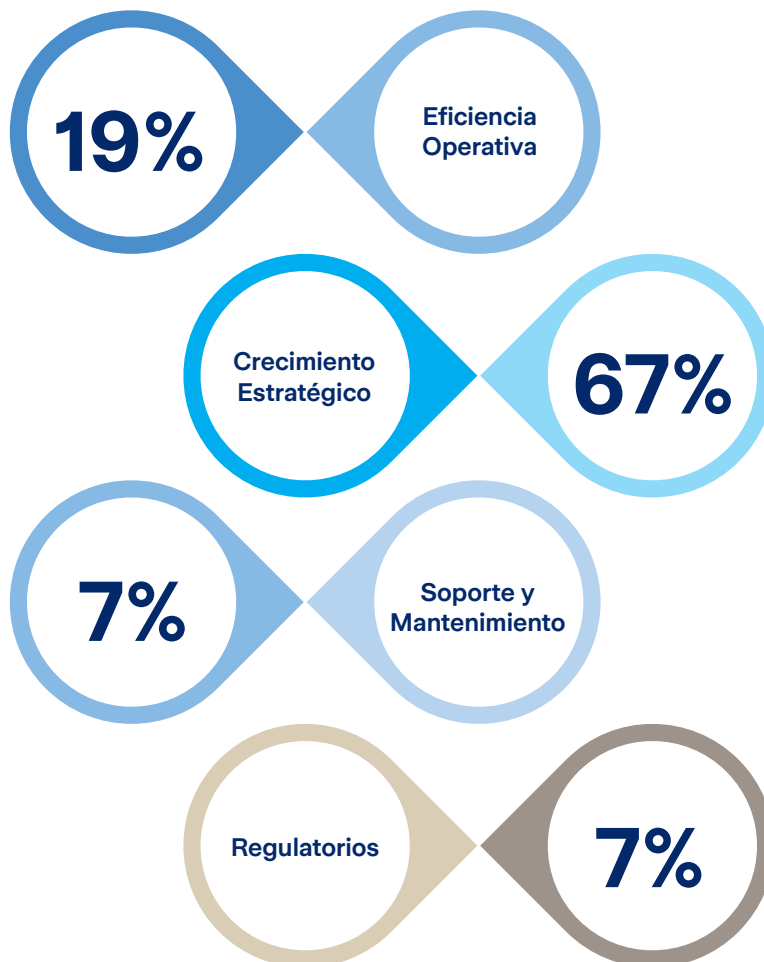 19%
Eficiencia
Operativa
Crecimiento
Estratégico
67%
7%
Soporte y
Mantenimiento
Regulatorios
7%